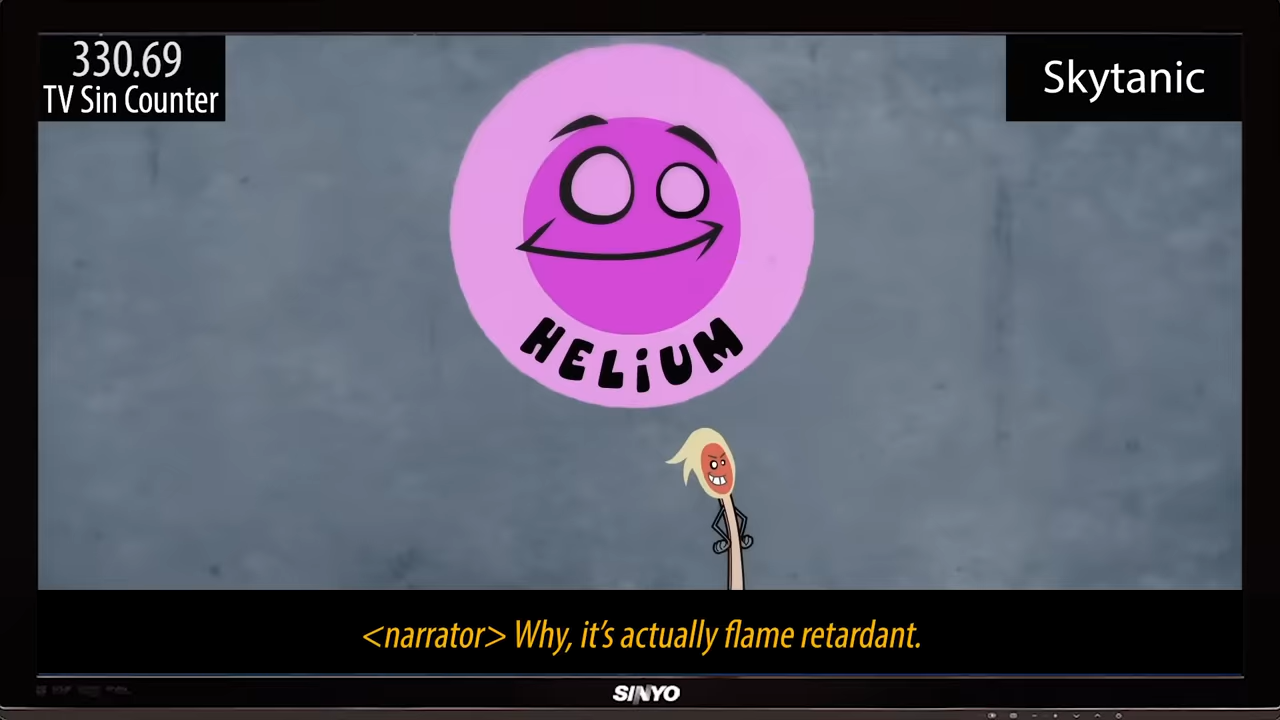 330.69
TV Sin Counter
Skytanic
HELiUM
<narrator> Why, it's actually flame retardant.
SINYO